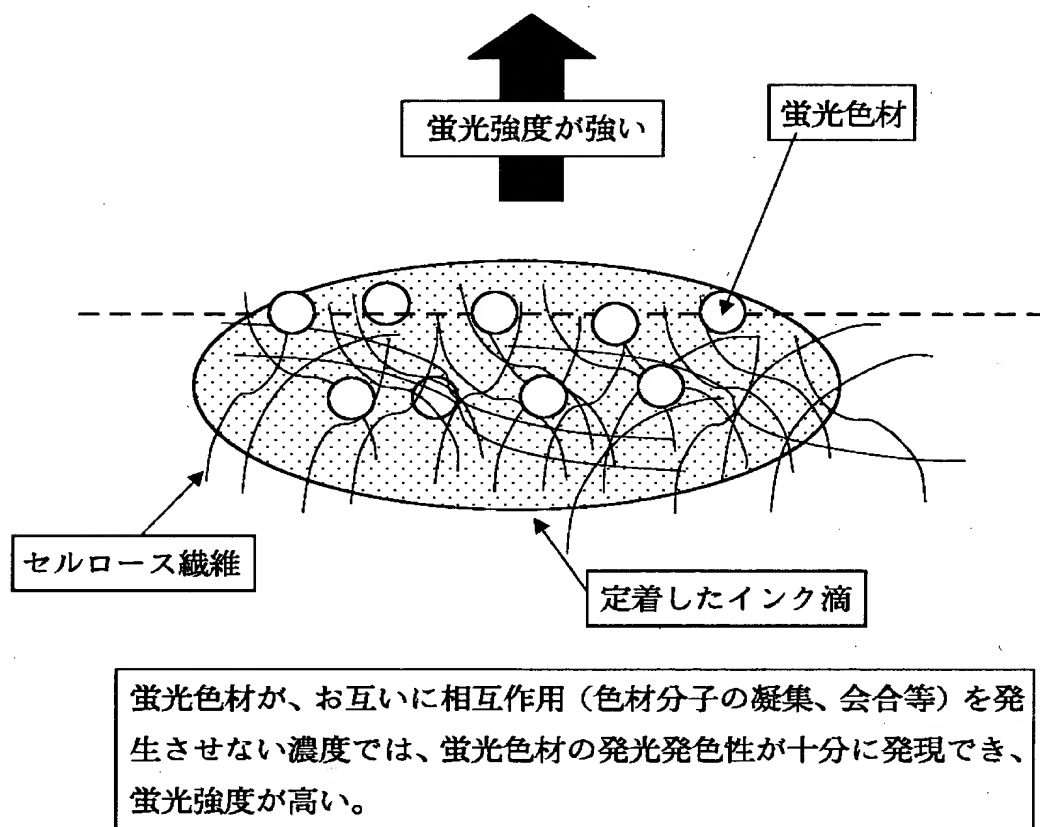 蛍光強度が強い
蛍光色材
セルロース繊維
定着したインク滴
蛍光色材が、お互いに相互作用（色材分子の凝集、会合等）を発
生させない濃度では、蛍光色材の発光発色性が十分に発現でき、
蛍光強度が高い。